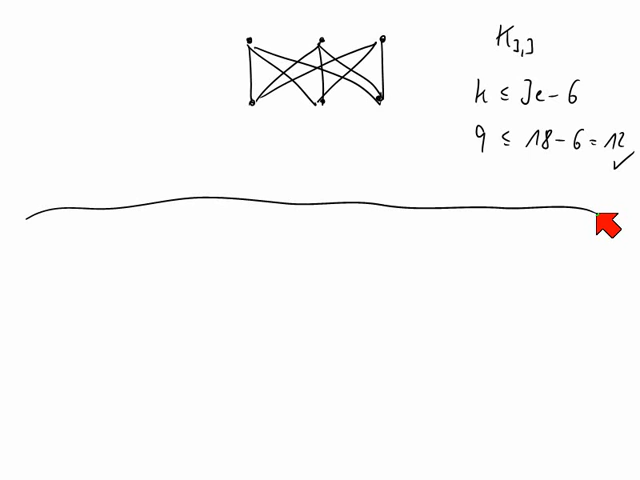 K₃,₃
k ≤ 3e - 6
9 ≤ 18 - 6 = 12 ✓